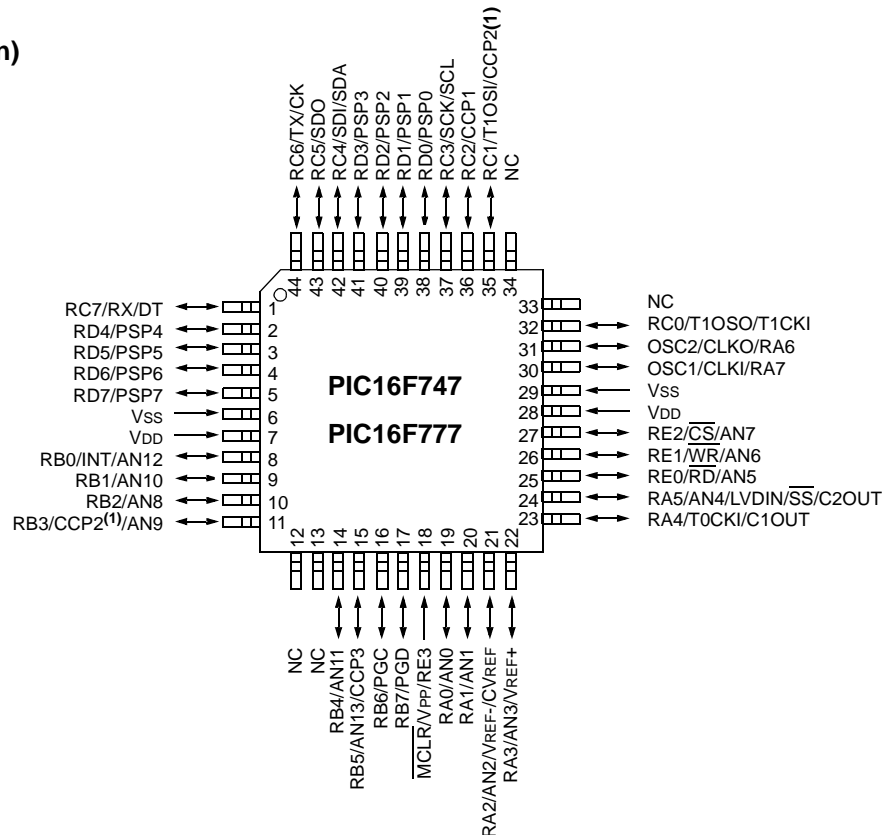 n)
RC6/TX/CK
RC5/SDO
RC4/SDI/SDA
RD3/PSP3
RD2/PSP2
RD1/PSP1
RD0/PSP0
RC3/SCK/SCL
RC2/CCP1
RC1/T1OSI/CCP2(1)
NC
44
43
42
41
40
39
38
37
36
35
34
RC7/RX/DT 1
RD4/PSP4 2
RD5/PSP5 3
RD6/PSP6 4
RD7/PSP7 5
VSS 6
VDD 7
RB0/INT/AN12 8
RB1/AN10 9
RB2/AN8 10
RB3/CCP2(1)/AN9 11
PIC16F747
PIC16F777
33 NC
32 RC0/T1OSO/T1CKI
31 OSC2/CLKO/RA6
30 OSC1/CLKI/RA7
29 VSS
28 VDD
27 RE2/C̅S̅/AN7
26 RE1/W̅R̅/AN6
25 RE0/R̅D̅/AN5
24 RA5/AN4/LVDIN/S̅S̅/C2OUT
23 RA4/T0CKI/C1OUT
12
13
14
15
16
17
18
19
20
21
22
NC
NC
RB4/AN11
RB5/AN13/CCP3
RB6/PGC
RB7/PGD
M̅C̅L̅R̅/VPP/RE3
RA0/AN0
RA1/AN1
RA2/AN2/VREF-/CVREF
RA3/AN3/VREF+